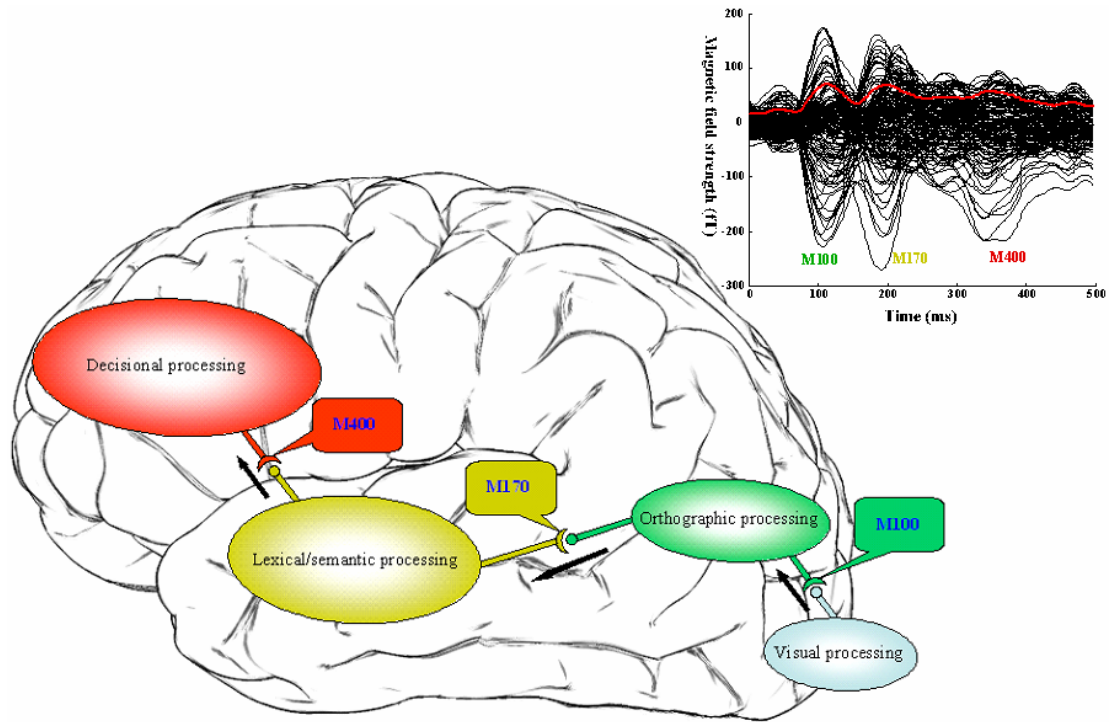 200
100
0
-100
-200
-300
Magnetic field strength (fT)
M100
M170
M400
0
100
200
300
400
500
Time (ms)
Decisional processing
M400
M170
Orthographic processing
M100
Lexical/semantic processing
Visual processing